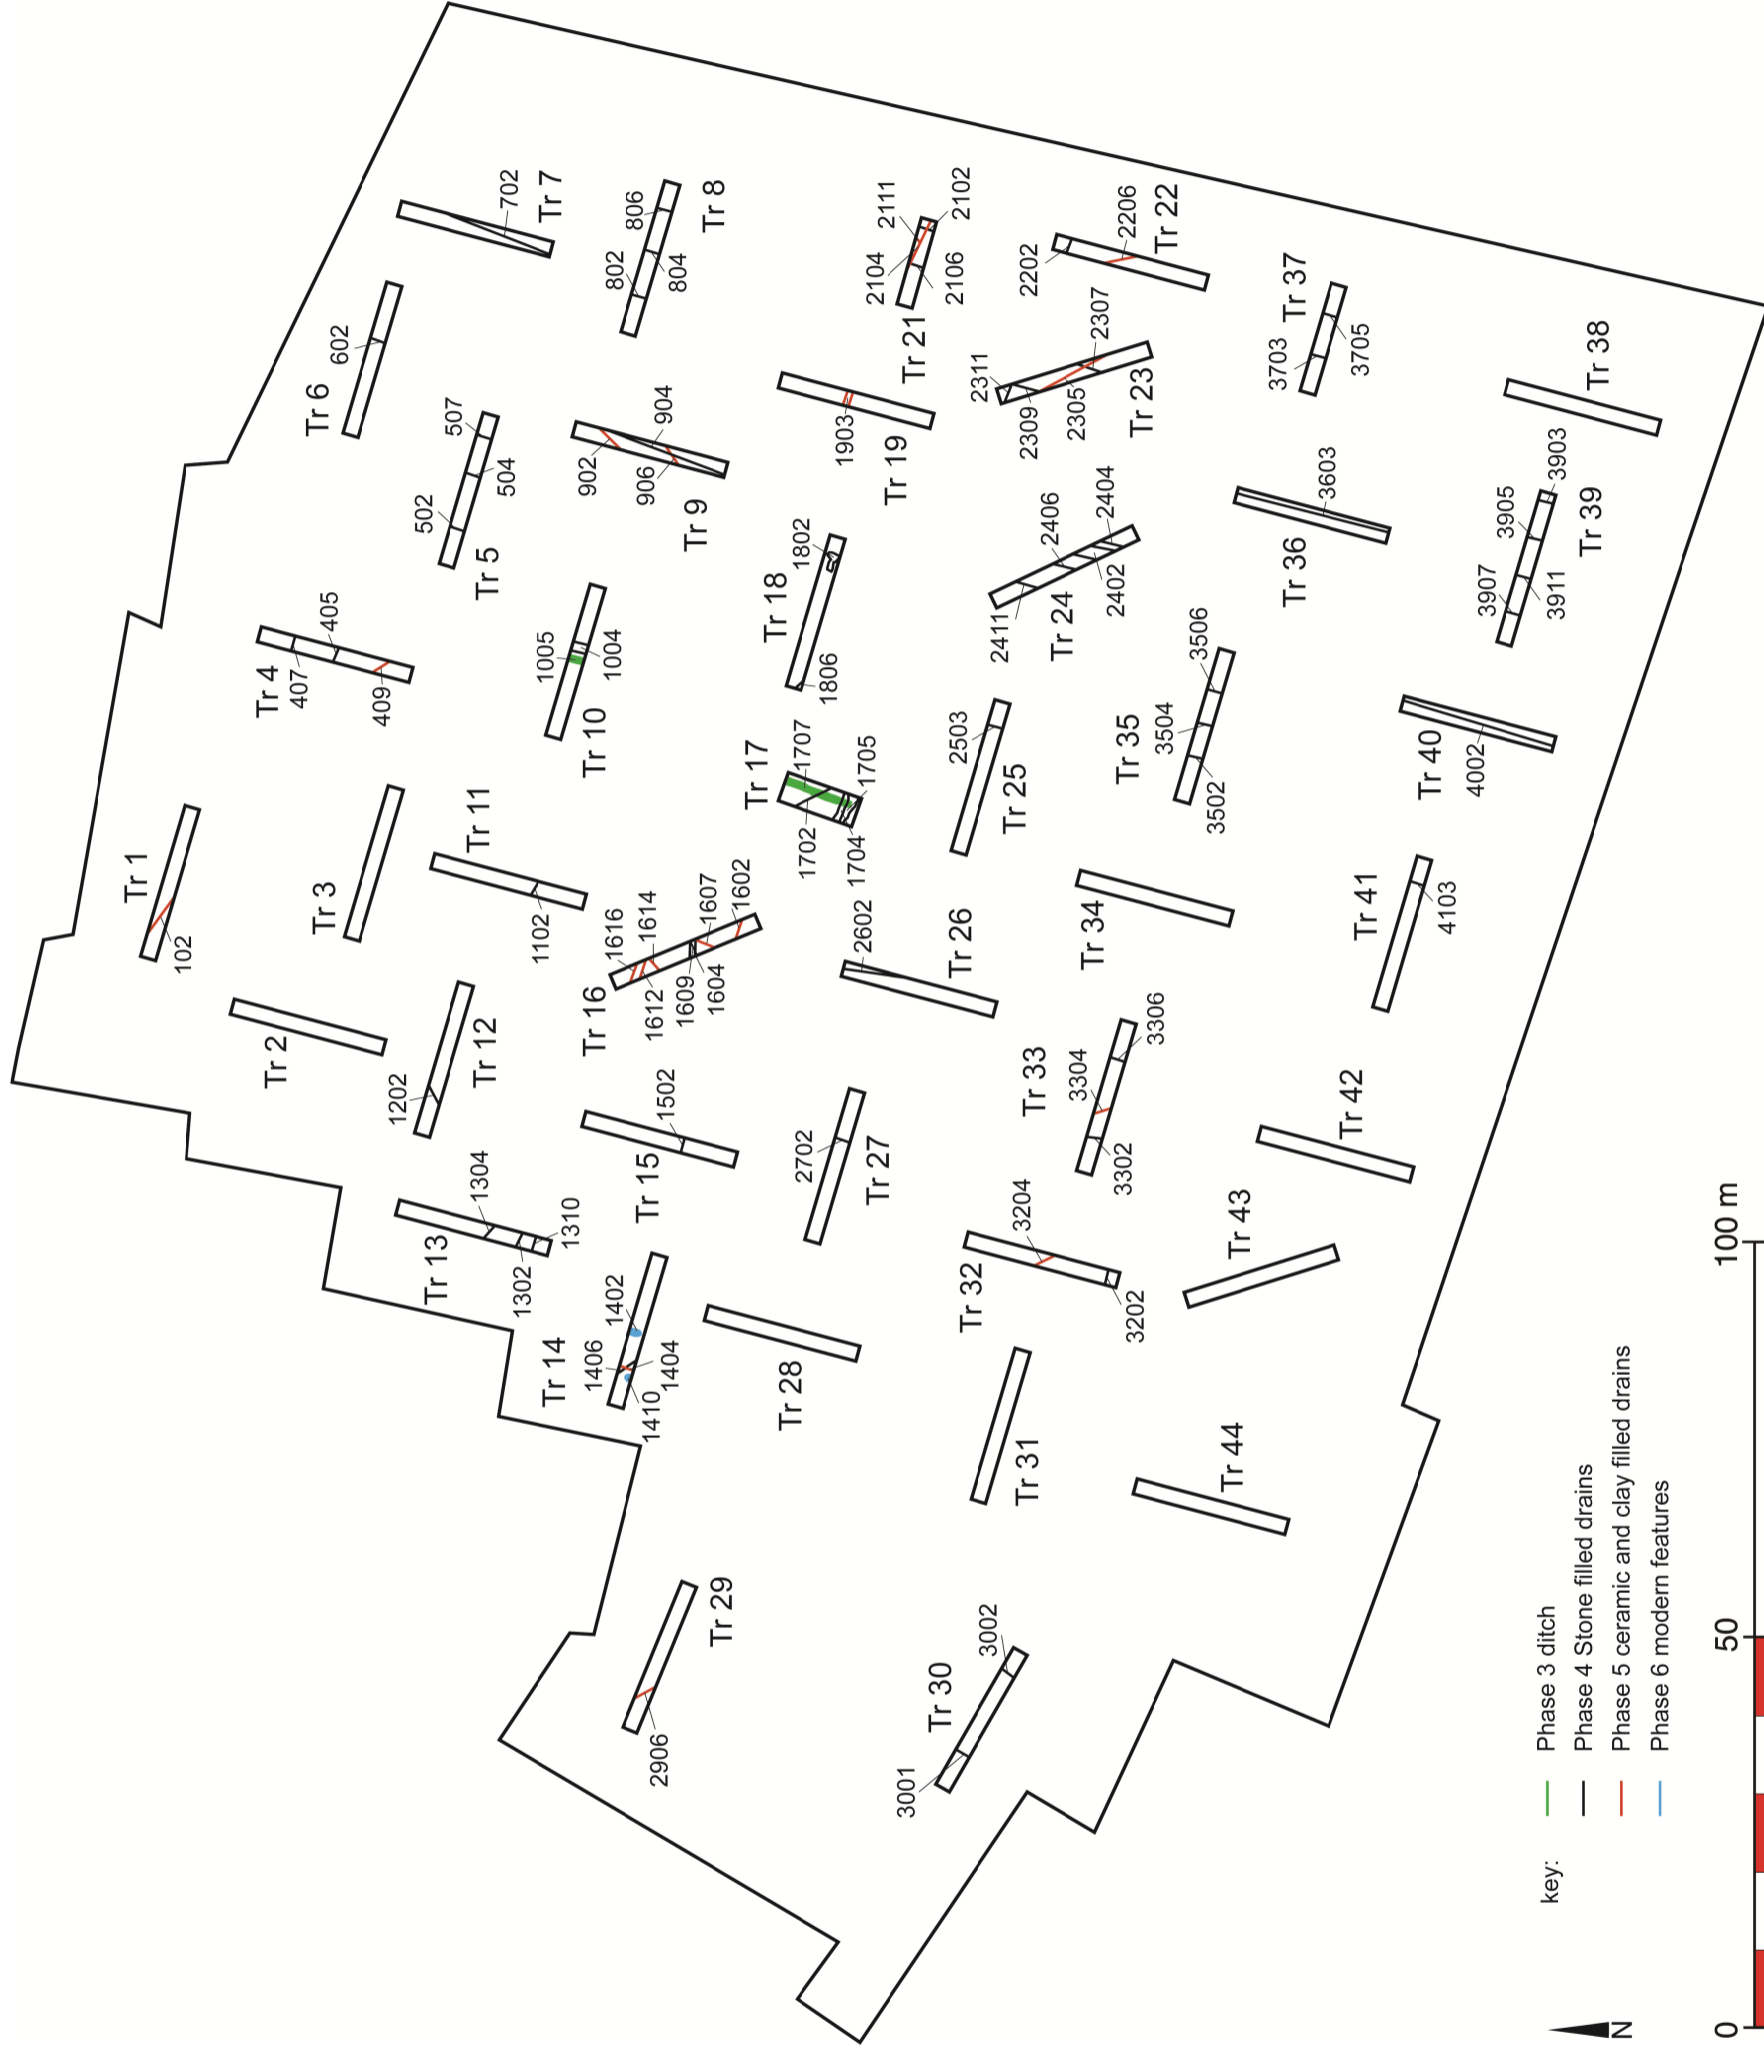 Tr 1
102
Tr 2
Tr 3
Tr 4
407
405
409
Tr 5
502
507
504
Tr 6
602
Tr 7
702
Tr 8
802
806
804
Tr 9
902
904
906
Tr 10
1005
1004
Tr 11
1102
Tr 12
1202
Tr 13
1304
1302
1310
Tr 14
1402
1406
1404
1410
Tr 15
1502
Tr 16
1616
1614
1612
1609
1607
1604
1602
Tr 17
1707
1702
1705
1704
Tr 18
1802
1806
Tr 19
1903
Tr 21
2111
2104
2102
2106
Tr 22
2202
2206
Tr 23
2311
2309
2305
2307
Tr 24
2406
2404
2411
2402
Tr 25
2503
Tr 26
2602
Tr 27
2702
Tr 28
Tr 29
2906
Tr 30
3001
3002
Tr 31
Tr 32
3204
3202
Tr 33
3304
3306
3302
Tr 34
Tr 35
3506
3504
3502
Tr 36
3603
Tr 37
3703
3705
Tr 38
Tr 39
3907
3905
3903
3911
Tr 40
4002
Tr 41
4103
Tr 42
Tr 43
Tr 44
key:
Phase 3 ditch
Phase 4 Stone filled drains
Phase 5 ceramic and clay filled drains
Phase 6 modern features
N
0
50
100 m